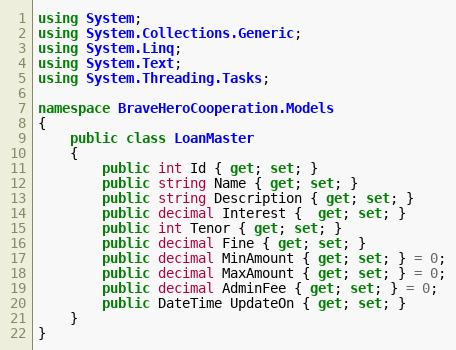 1 using System;
2 using System.Collections.Generic;
3 using System.Linq;
4 using System.Text;
5 using System.Threading.Tasks;
6
7 namespace BraveHeroCooperation.Models
8 {
9     public class LoanMaster
10     {
11         public int Id { get; set; }
12         public string Name { get; set; }
13         public string Description { get; set; }
14         public decimal Interest {  get; set; }
15         public int Tenor { get; set; }
16         public decimal Fine { get; set; }
17         public decimal MinAmount { get; set; } = 0;
18         public decimal MaxAmount { get; set; } = 0;
19         public decimal AdminFee { get; set; } = 0;
20         public DateTime UpdateOn { get; set; }
21     }
22 }